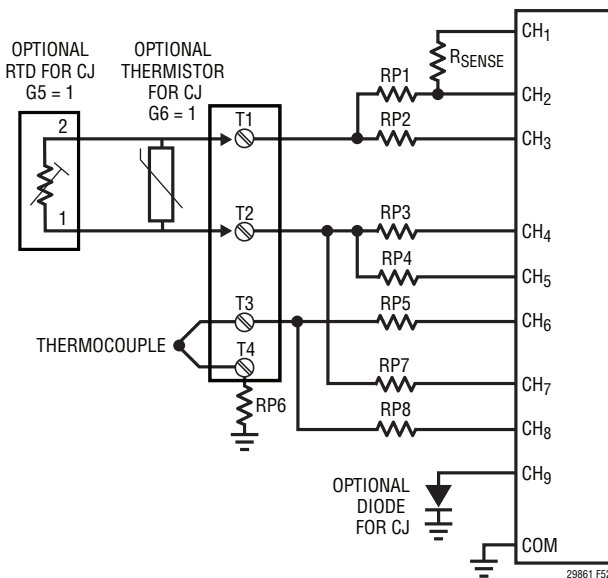 OPTIONAL
RTD FOR CJ
G5 = 1
OPTIONAL
THERMISTOR
FOR CJ
G6 = 1
2
1
T1
T2
T3
T4
THERMOCOUPLE
RP6
RSENSE
RP1
RP2
RP3
RP4
RP5
RP7
RP8
OPTIONAL
DIODE
FOR CJ
CH1
CH2
CH3
CH4
CH5
CH6
CH7
CH8
CH9
COM
29861 F52